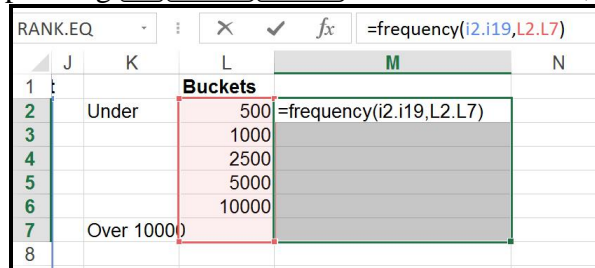 RANK.EQ fx =frequency(i2.i19,L2.L7)
J K L M N
1 t Buckets
2 Under 500 =frequency(i2.i19,L2.L7)
3 1000
4 2500
5 5000
6 10000
7 Over 10000
8